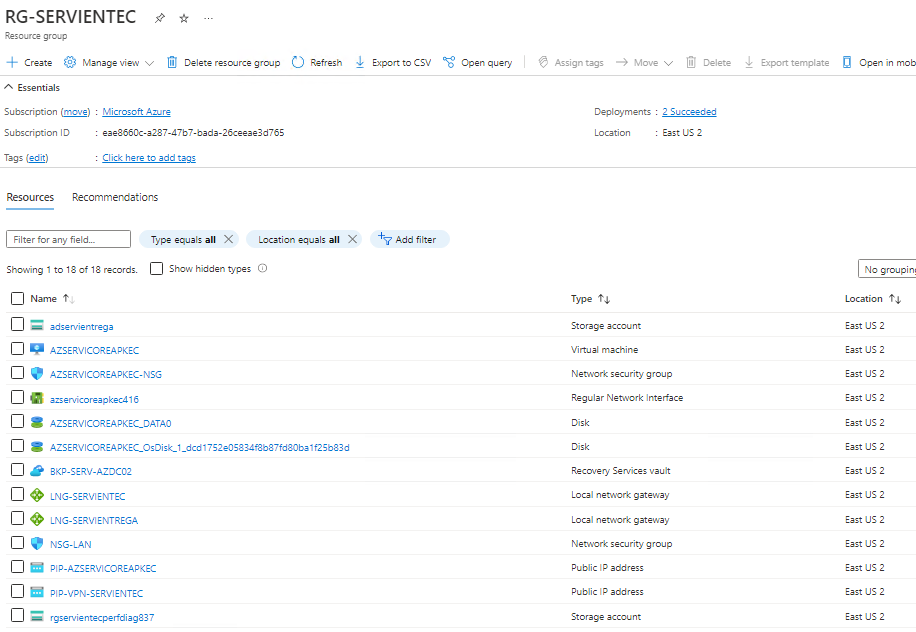 RG-SERVIENTEC
Resource group
Create Manage view Delete resource group Refresh Export to CSV Open query Assign tags Move Delete Export template Open in mob
Essentials
Subscription (move) : Microsoft Azure Deployments : 2 Succeeded
Subscription ID : eae8660c-a287-47b7-bada-26ceeae3d765 Location : East US 2
Tags (edit) : Click here to add tags
Resources Recommendations
Filter for any field... Type equals all Location equals all Add filter
Showing 1 to 18 of 18 records. Show hidden types No grouping
Name Type Location
adservientrega Storage account East US 2
AZSERVICOREAPKEC Virtual machine East US 2
AZSERVICOREAPKEC-NSG Network security group East US 2
azservicoreapkec416 Regular Network Interface East US 2
AZSERVICOREAPKEC_DATA0 Disk East US 2
AZSERVICOREAPKEC_OsDisk_1_dcd1752e05834f8b87fd80ba1f25b83d Disk East US 2
BKP-SERV-AZDC02 Recovery Services vault East US 2
LNG-SERVIENTEC Local network gateway East US 2
LNG-SERVIENTREGA Local network gateway East US 2
NSG-LAN Network security group East US 2
PIP-AZSERVICOREAPKEC Public IP address East US 2
PIP-VPN-SERVIENTEC Public IP address East US 2
rgservientecperfdiag837 Storage account East US 2